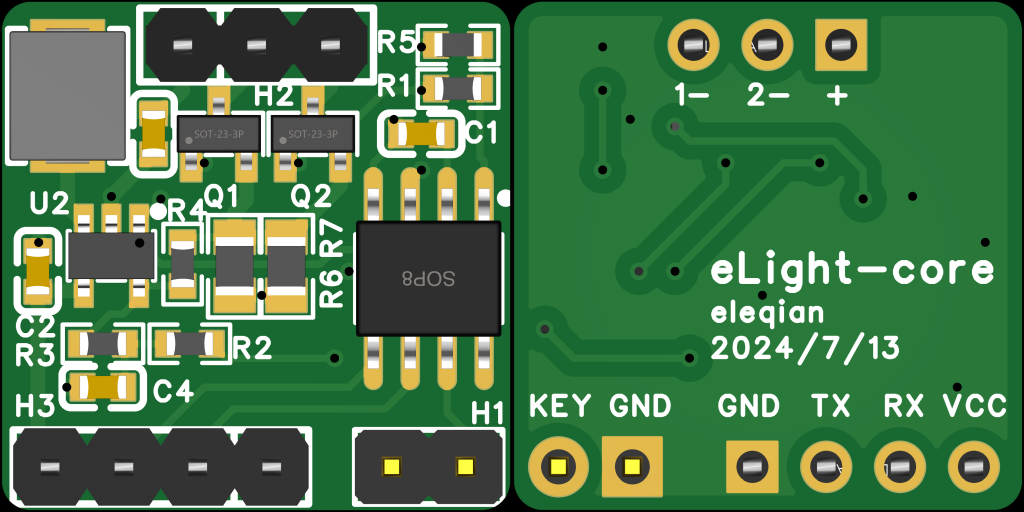 R5
R1
H2
C1
SOT-23-3P
SOT-23-3P
Q1
Q2
U2
R4
R7
R6
SOP8
C2
R3
R2
C4
H3
H1
1- 2- +
eLight-core
eleqian
2024/7/13
KEY GND GND TX RX VCC